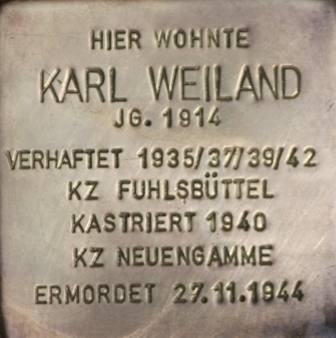 HIER WOHNTE
KARL WEILAND
JG. 1914
VERHAFTET 1935/37/39/42
KZ FUHLSBÜTTEL
KASTRIERT 1940
KZ NEUENGAMME
ERMORDET 27.11.1944